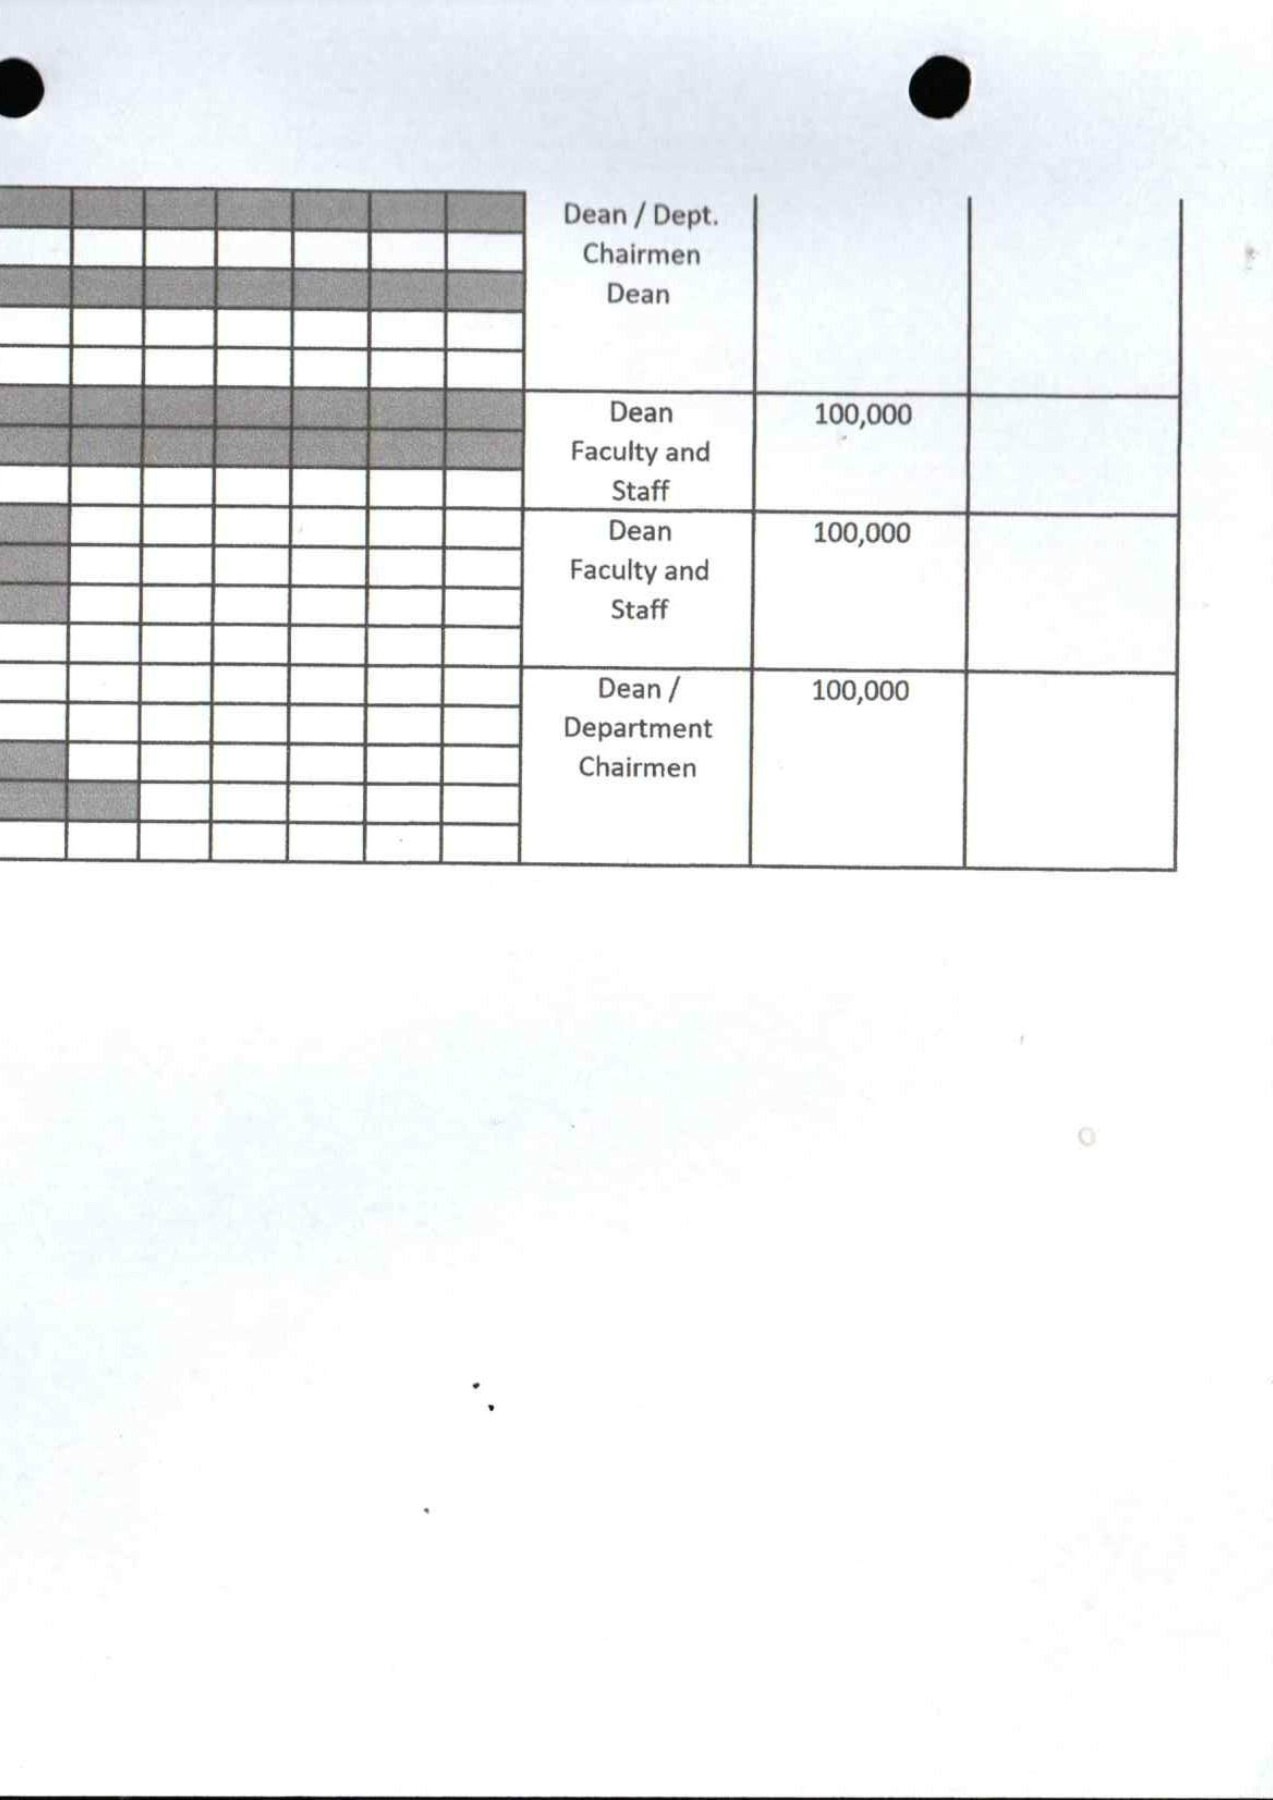 Dean / Dept.
Chairmen
Dean
Dean 100,000
Faculty and
Staff
Dean 100,000
Faculty and
Staff
Dean / 100,000
Department
Chairmen